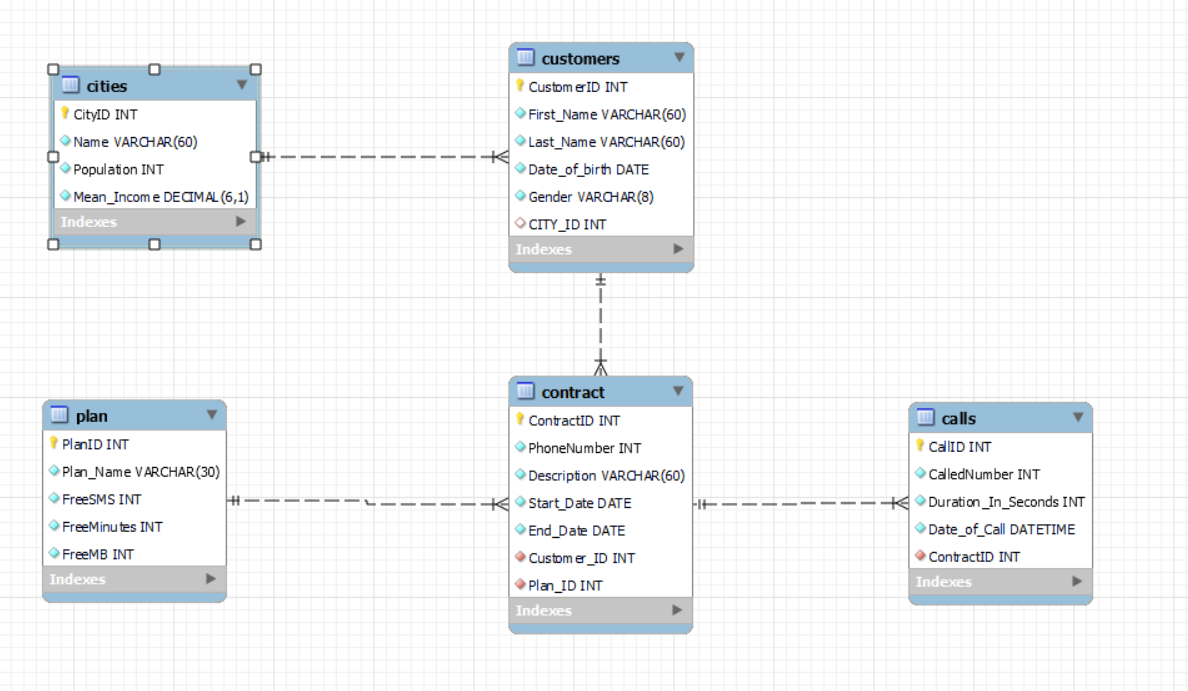 cities
CityID INT
Name VARCHAR(60)
Population INT
Mean_Income DECIMAL(6,1)
Indexes
customers
CustomerID INT
First_Name VARCHAR(60)
Last_Name VARCHAR(60)
Date_of_birth DATE
Gender VARCHAR(8)
CITY_ID INT
Indexes
plan
PlanID INT
Plan_Name VARCHAR(30)
FreeSMS INT
FreeMinutes INT
FreeMB INT
Indexes
contract
ContractID INT
PhoneNumber INT
Description VARCHAR(60)
Start_Date DATE
End_Date DATE
Customer_ID INT
Plan_ID INT
Indexes
calls
CallID INT
CalledNumber INT
Duration_In_Seconds INT
Date_of_Call DATETIME
ContractID INT
Indexes